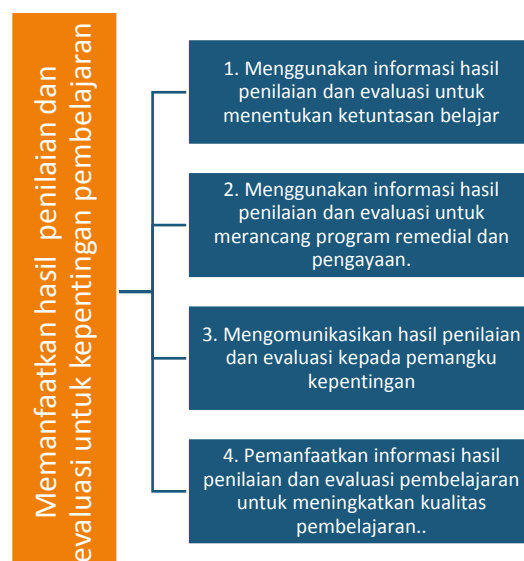 Memanfaatkan hasil penilaian dan
evaluasi untuk kepentingan pembelajaran
1. Menggunakan informasi hasil
penilaian dan evaluasi untuk
menentukan ketuntasan belajar
2. Menggunakan informasi hasil
penilaian dan evaluasi untuk
merancang program remedial dan
pengayaan.
3. Mengomunikasikan hasil penilaian
dan evaluasi kepada pemangku
kepentingan
4. Pemanfaatkan informasi hasil
penilaian dan evaluasi pembelajaran
untuk meningkatkan kualitas
pembelajaran..